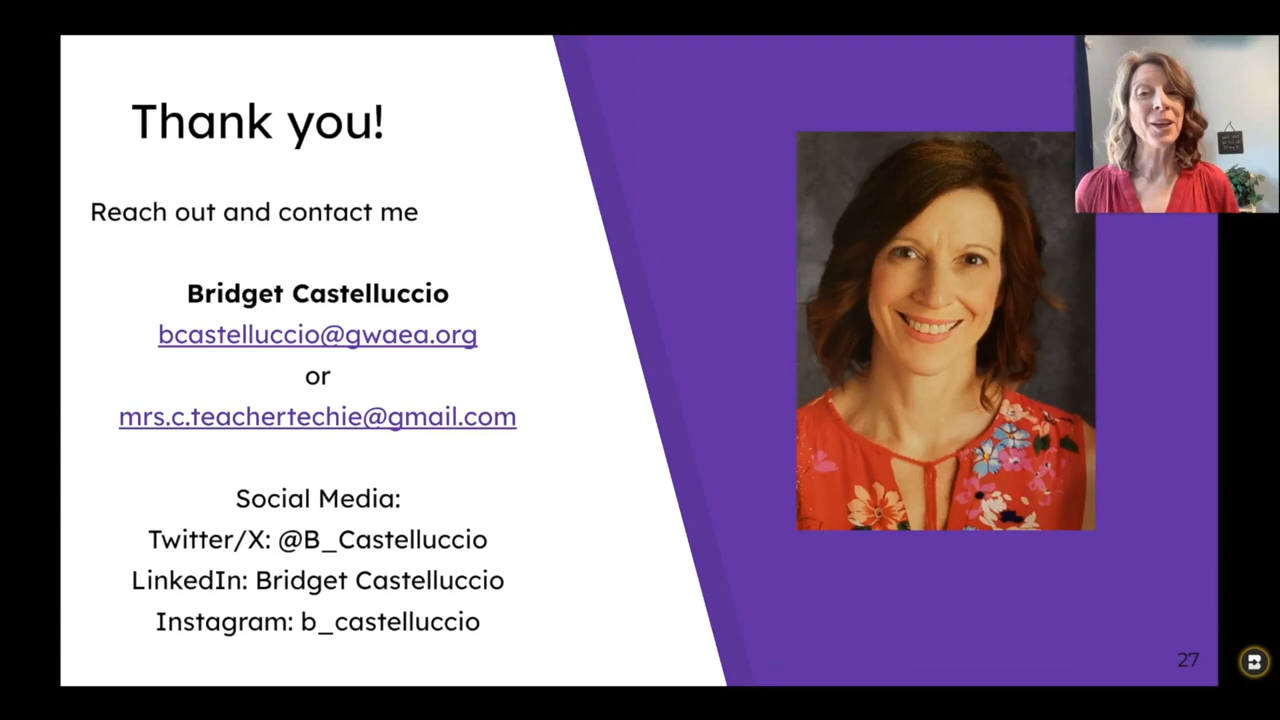 Thank you!
Reach out and contact me
Bridget Castelluccio
bcastelluccio@gwaea.org
or
mrs.c.teachertechie@gmail.com
Social Media:
Twitter/X: @B_Castelluccio
LinkedIn: Bridget Castelluccio
Instagram: b_castelluccio
27
B